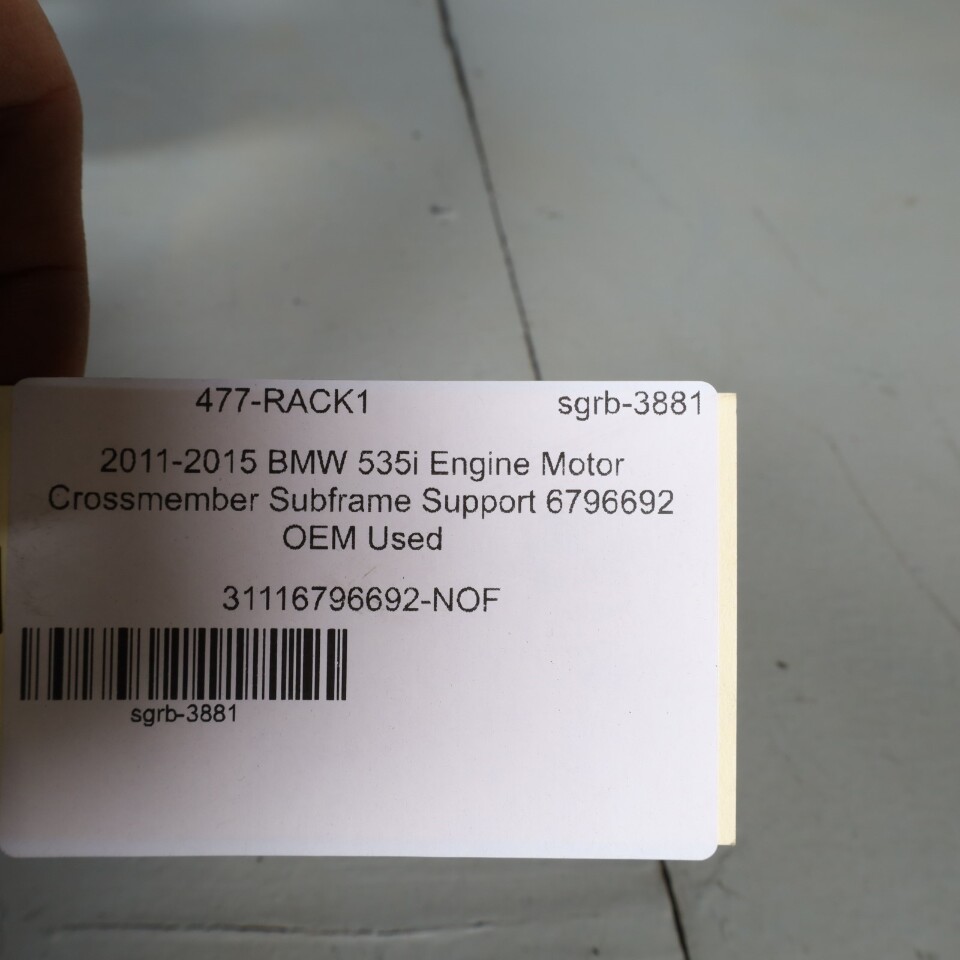 477-RACK1 sgrb-3881
2011-2015 BMW 535i Engine Motor
Crossmember Subframe Support 6796692
OEM Used
31116796692-NOF
sgrb-3881